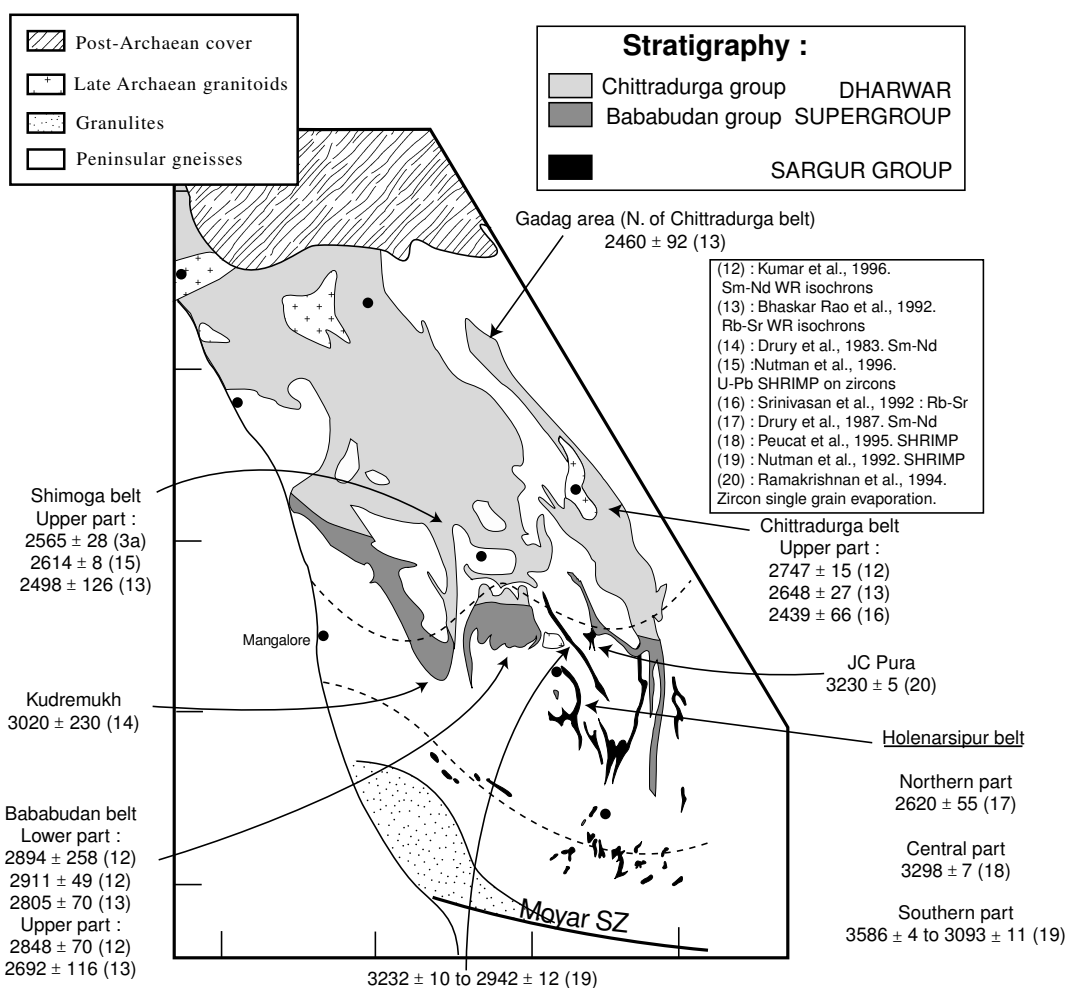 Post-Archaean cover
Late Archaean granitoids
Granulites
Peninsular gneisses
Stratigraphy :
Chittradurga group
Bababudan group
DHARWAR
SUPERGROUP
SARGUR GROUP
Gadag area (N. of Chittradurga belt)
2460 ± 92 (13)
(12) : Kumar et al., 1996.
Sm-Nd WR isochrons
(13) : Bhaskar Rao et al., 1992.
Rb-Sr WR isochrons
(14) : Drury et al., 1983. Sm-Nd
(15) :Nutman et al., 1996.
U-Pb SHRIMP on zircons
(16) : Srinivasan et al., 1992 : Rb-Sr
(17) : Drury et al., 1987. Sm-Nd
(18) : Peucat et al., 1995. SHRIMP
(19) : Nutman et al., 1992. SHRIMP
(20) : Ramakrishnan et al., 1994.
Zircon single grain evaporation.
Shimoga belt
Upper part :
2565 ± 28 (3a)
2614 ± 8 (15)
2498 ± 126 (13)
Chittradurga belt
Upper part :
2747 ± 15 (12)
2648 ± 27 (13)
2439 ± 66 (16)
Mangalore
JC Pura
3230 ± 5 (20)
Kudremukh
3020 ± 230 (14)
Holenarsipur belt
Northern part
2620 ± 55 (17)
Central part
3298 ± 7 (18)
Southern part
3586 ± 4 to 3093 ± 11 (19)
Bababudan belt
Lower part :
2894 ± 258 (12)
2911 ± 49 (12)
2805 ± 70 (13)
Upper part :
2848 ± 70 (12)
2692 ± 116 (13)
Moyar SZ
3232 ± 10 to 2942 ± 12 (19)